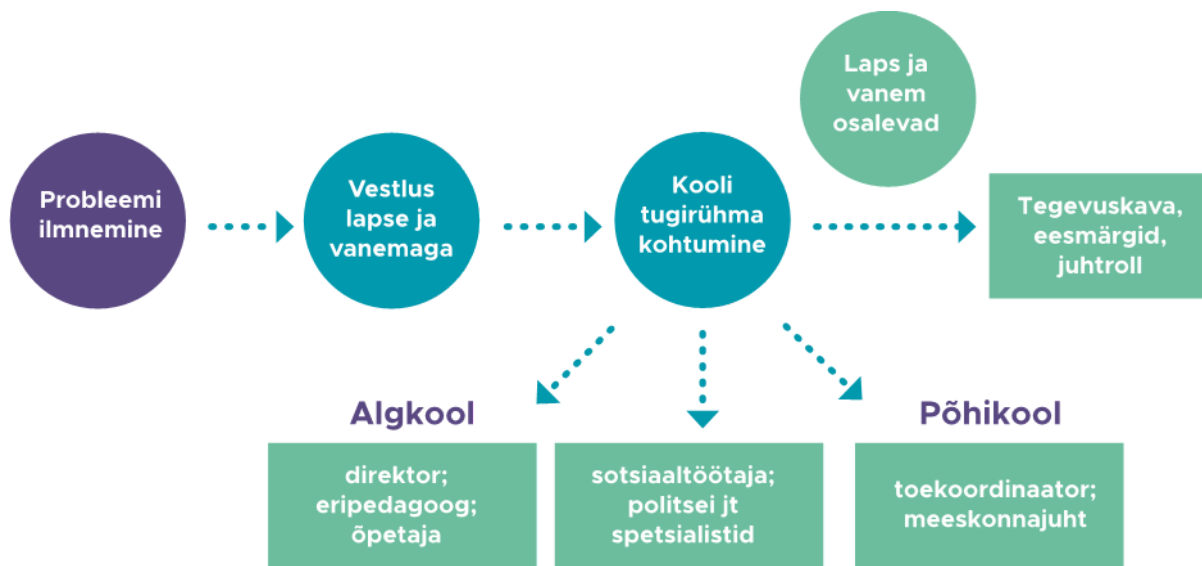 Probleemi
ilmnemine
Vestlus
lapse ja
vanemaga
Kooli
tugirühma
kohtumine
Laps ja
vanem
osalevad
Tegevuskava,
eesmärgid,
juhtroll
Algkool
direktor;
eripedagoog;
õpetaja
sotsiaaltöötaja;
politsei jt
spetsialistid
Põhikool
toekoordinaator;
meeskonnajuht